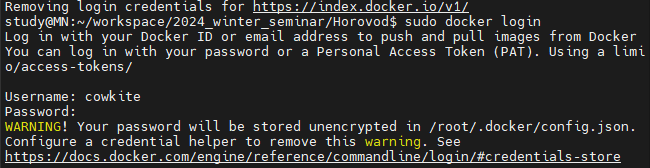 Removing login credentials for https://index.docker.io/v1/
study@MN:~/workspace/2024_winter_seminar/Horovod$ sudo docker login
Log in with your Docker ID or email address to push and pull images from Docker
You can log in with your password or a Personal Access Token (PAT). Using a limi
o/access-tokens/
Username: cowkite
Password:
WARNING! Your password will be stored unencrypted in /root/.docker/config.json.
Configure a credential helper to remove this warning. See
https://docs.docker.com/engine/reference/commandline/login/#credentials-store